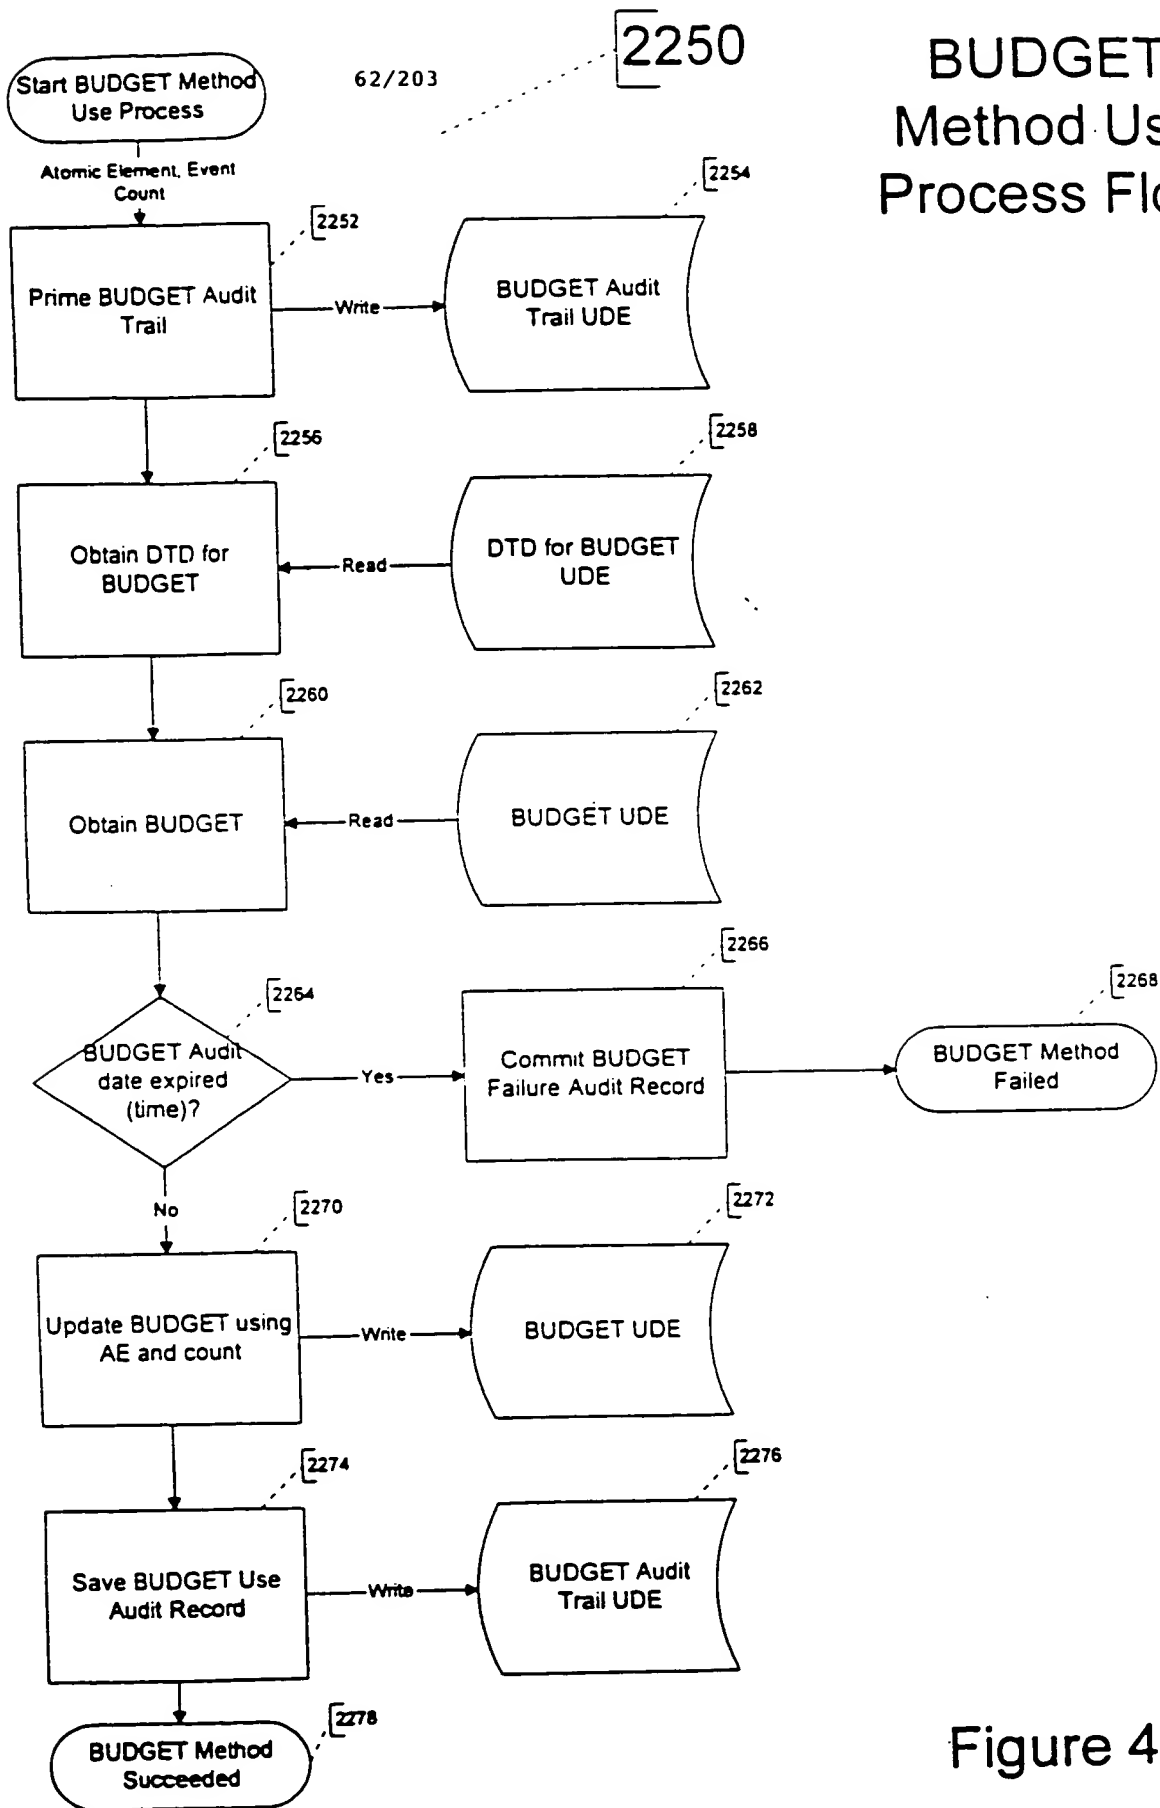 2250
62/203
BUDGET
Method Us
Process Flo
Start BUDGET Method
Use Process
Atomic Element, Event
Count
2252
2254
Prime BUDGET Audit
Trail
Write
BUDGET Audit
Trail UDE
2256
2258
Obtain DTD for
BUDGET
Read
DTD for BUDGET
UDE
2260
2262
Obtain BUDGET
Read
BUDGET UDE
2264
2266
2268
BUDGET Audit
date expired
(time)?
Yes
Commit BUDGET
Failure Audit Record
BUDGET Method
Failed
No
2270
2272
Update BUDGET using
AE and count
Write
BUDGET UDE
2274
2276
Save BUDGET Use
Audit Record
Write
BUDGET Audit
Trail UDE
2278
BUDGET Method
Succeeded
Figure 4